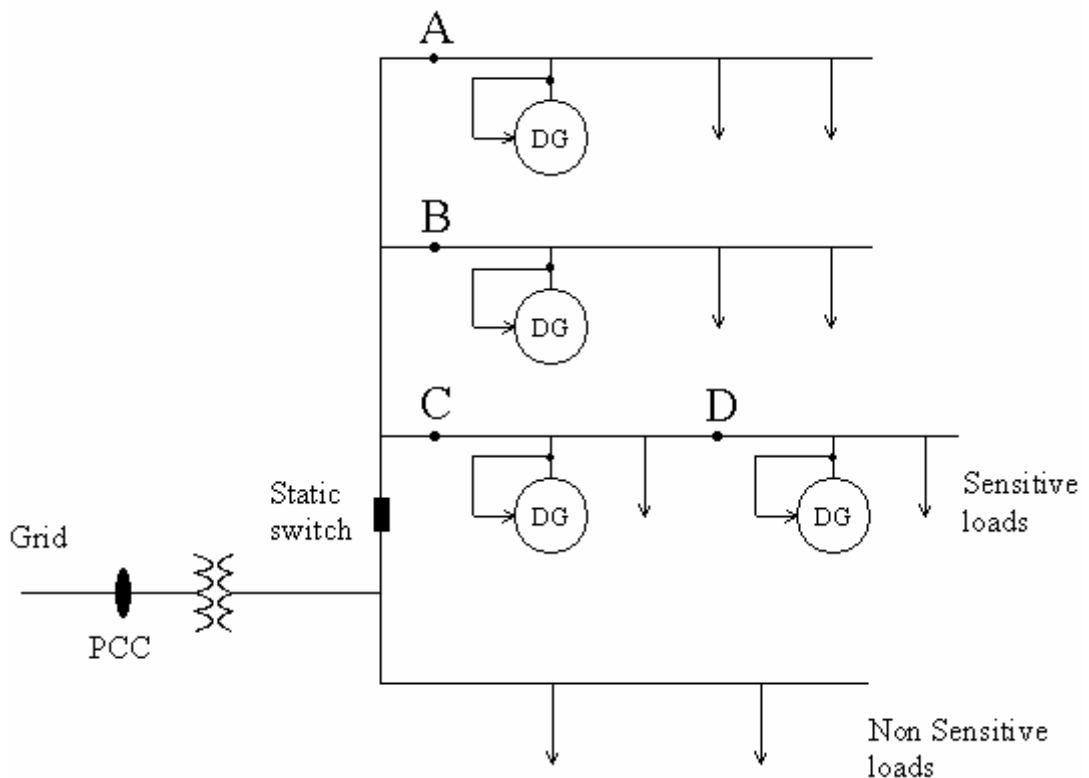 A
DG
B
DG
C
D
DG
DG
Static
switch
Sensitive
loads
Grid
PCC
Non Sensitive
loads